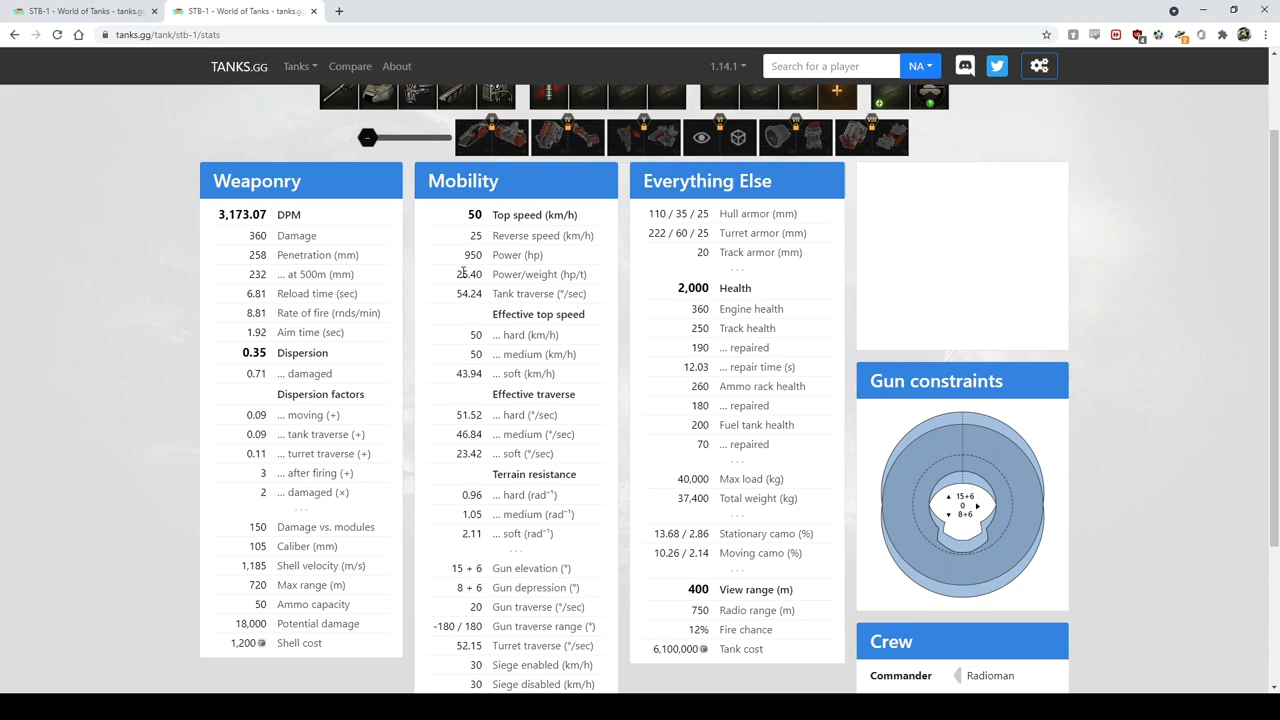 STB-1 - World of Tanks - tanks.gg
STB-1 - World of Tanks - tanks.gg
tanks.gg/tank/stb-1/stats
TANKS.GG Tanks Compare About 1.14.1 Search for a player NA
II IV V VI VII VIII
Weaponry
3,173.07 DPM
360 Damage
258 Penetration (mm)
232 ... at 500m (mm)
6.81 Reload time (sec)
8.81 Rate of fire (rnds/min)
1.92 Aim time (sec)
0.35 Dispersion
0.71 ... damaged
Dispersion factors
0.09 ... moving (+)
0.09 ... tank traverse (+)
0.11 ... turret traverse (+)
3 ... after firing (+)
2 ... damaged (×)
. . .
150 Damage vs. modules
105 Caliber (mm)
1,185 Shell velocity (m/s)
720 Max range (m)
50 Ammo capacity
18,000 Potential damage
1,200 Shell cost
Mobility
50 Top speed (km/h)
25 Reverse speed (km/h)
950 Power (hp)
25.40 Power/weight (hp/t)
54.24 Tank traverse (°/sec)
Effective top speed
50 ... hard (km/h)
50 ... medium (km/h)
43.94 ... soft (km/h)
Effective traverse
51.52 ... hard (°/sec)
46.84 ... medium (°/sec)
23.42 ... soft (°/sec)
Terrain resistance
0.96 ... hard (rad⁻¹)
1.05 ... medium (rad⁻¹)
2.11 ... soft (rad⁻¹)
. . .
15 + 6 Gun elevation (°)
8 + 6 Gun depression (°)
20 Gun traverse (°/sec)
-180 / 180 Gun traverse range (°)
52.15 Turret traverse (°/sec)
30 Siege enabled (km/h)
30 Siege disabled (km/h)
Everything Else
110 / 35 / 25 Hull armor (mm)
222 / 60 / 25 Turret armor (mm)
20 Track armor (mm)
. . .
2,000 Health
360 Engine health
250 Track health
190 ... repaired
12.03 ... repair time (s)
260 Ammo rack health
180 ... repaired
200 Fuel tank health
70 ... repaired
. . .
40,000 Max load (kg)
37,400 Total weight (kg)
. . .
13.68 / 2.86 Stationary camo (%)
10.26 / 2.14 Moving camo (%)
. . .
400 View range (m)
750 Radio range (m)
12% Fire chance
6,100,000 Tank cost
Gun constraints
15+6
0
8+6
Crew
Commander Radioman